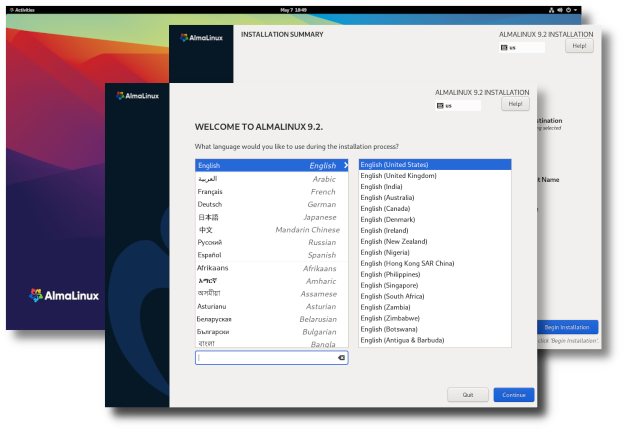 Activities
May 7 18:49
AlmaLinux
INSTALLATION SUMMARY
ALMALINUX 9.2 INSTALLATION
us
Help!
AlmaLinux
ALMALINUX 9.2 INSTALLATION
us
Help!
WELCOME TO ALMALINUX 9.2.
What language would you like to use during the installation process?
English English
العربية Arabic
Français French
Deutsch German
日本語 Japanese
中文 Mandarin Chinese
Русский Russian
Español Spanish
Afrikaans Afrikaans
አማርኛ Amharic
অসমীয়া Assamese
Asturianu Asturian
Беларуская Belarusian
Български Bulgarian
বাংলা Bangla
English (United States)
English (United Kingdom)
English (India)
English (Australia)
English (Canada)
English (Denmark)
English (Ireland)
English (New Zealand)
English (Nigeria)
English (Hong Kong SAR China)
English (Philippines)
English (Singapore)
English (South Africa)
English (Zambia)
English (Zimbabwe)
English (Botswana)
English (Antigua & Barbuda)
Quit
Continue
stination
ng selected
t Name
AlmaLinux
Begin Installation
click 'Begin Installation'.